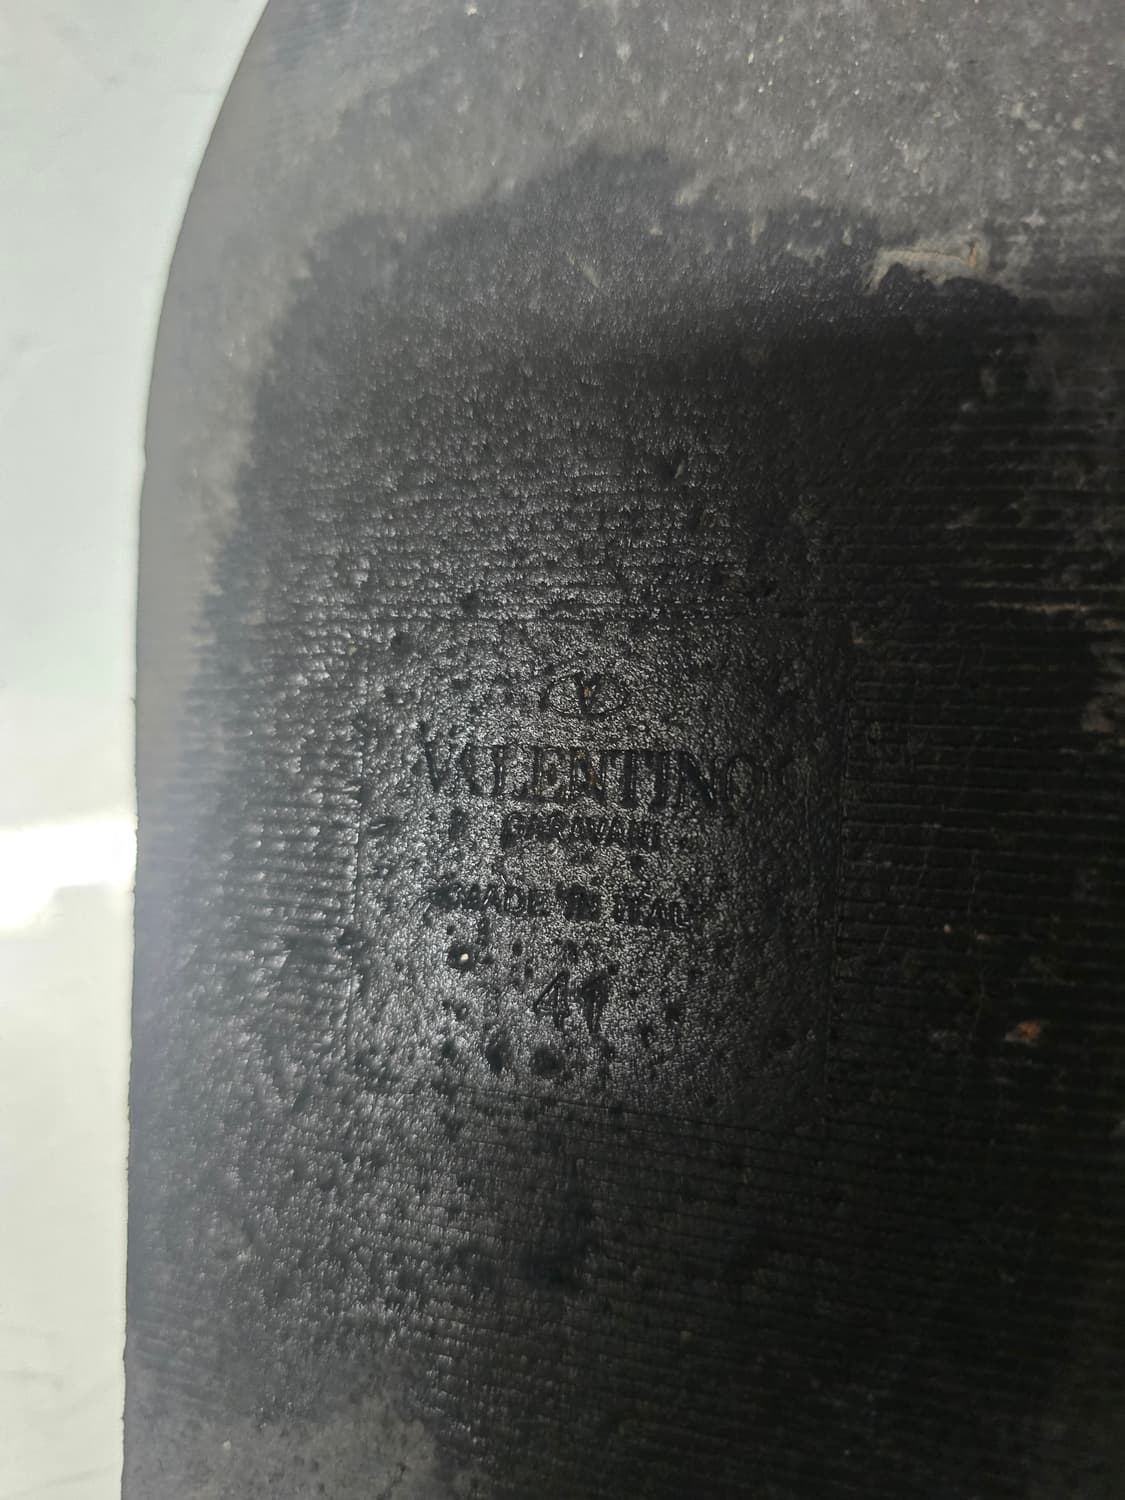 V
VALENTINO
GARAVANI
MADE IN ITALY
41